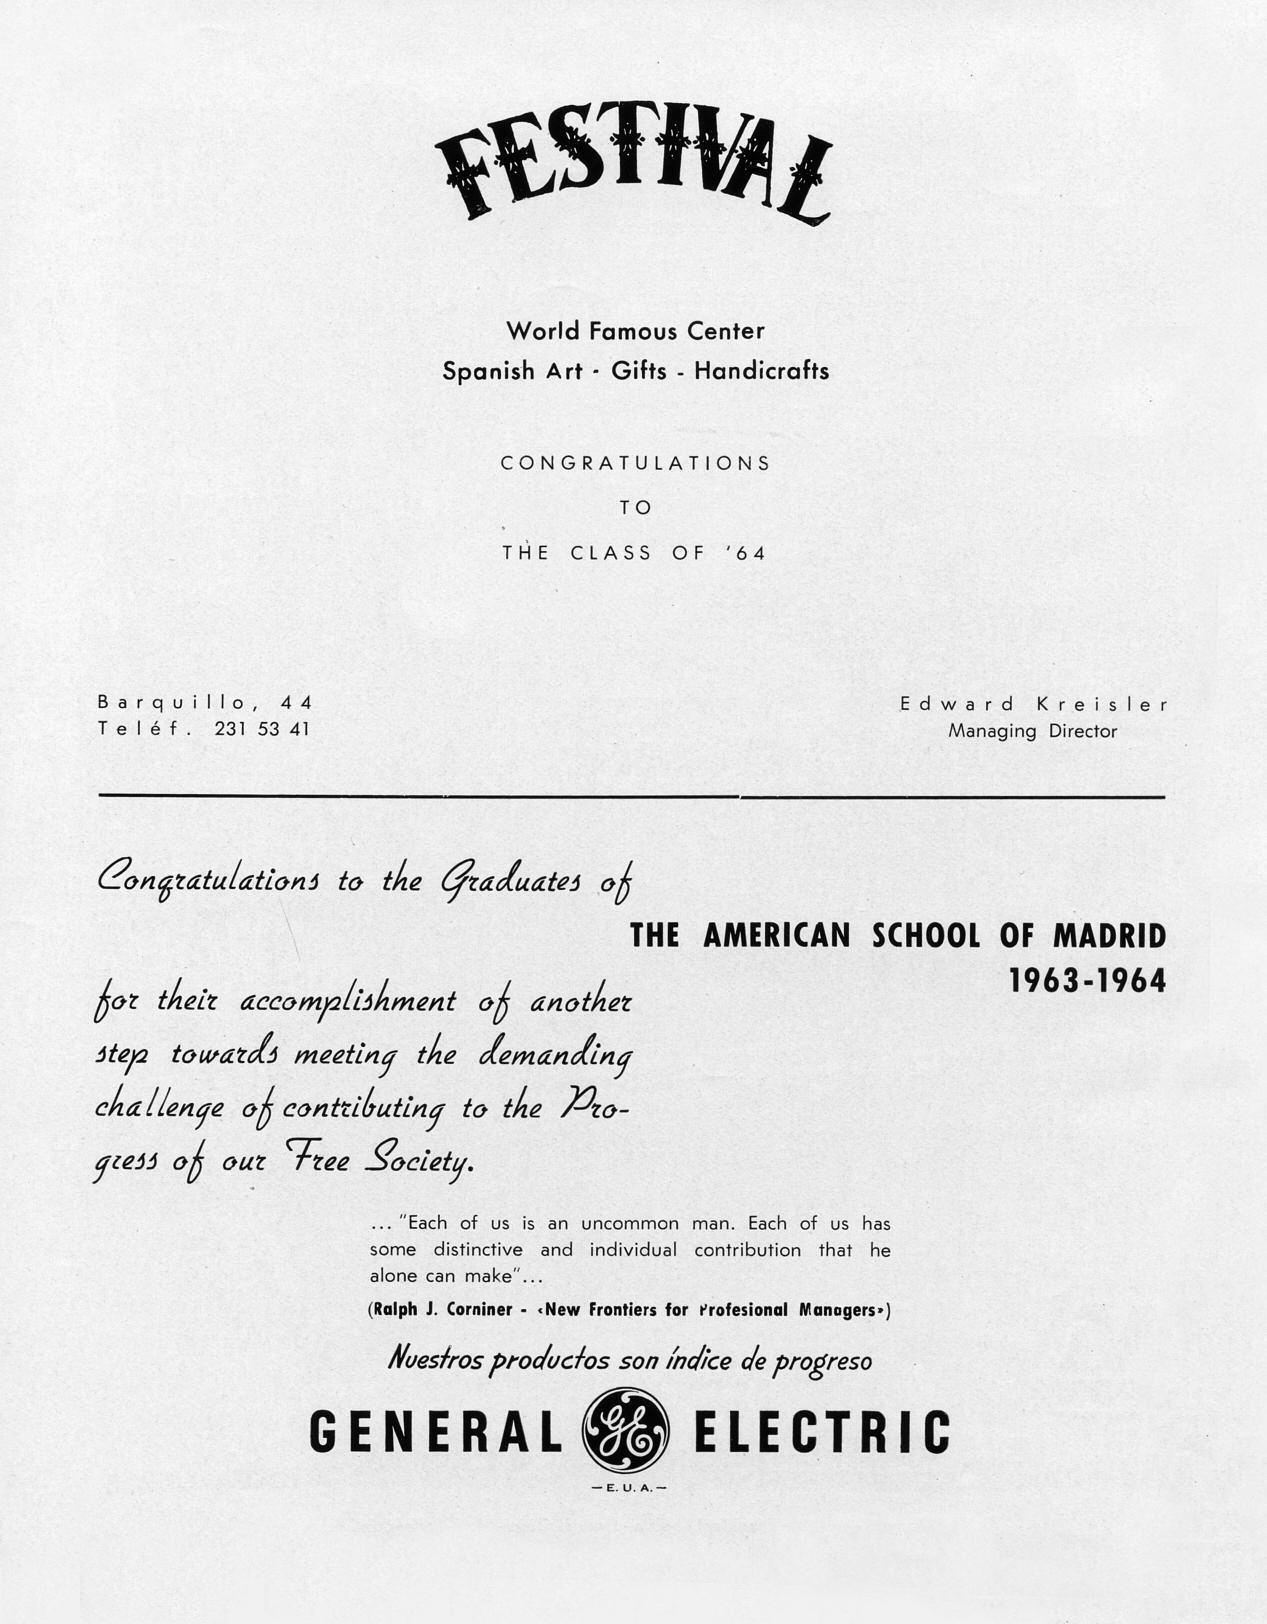 FESTIVAL
World Famous Center
Spanish Art - Gifts - Handicrafts
CONGRATULATIONS
TO
THE CLASS OF '64
Barquillo, 44
Teléf. 231 53 41
Edward Kreisler
Managing Director
Congratulations to the Graduates of
THE AMERICAN SCHOOL OF MADRID
1963-1964
for their accomplishment of another
step towards meeting the demanding
challenge of contributing to the Pro-
gress of our Free Society.
... "Each of us is an uncommon man. Each of us has
some distinctive and individual contribution that he
alone can make"...
(Ralph J. Corniner - «New Frontiers for Profesional Managers»)
Nuestros productos son índice de progreso
GENERAL GE ELECTRIC
— E. U. A. —